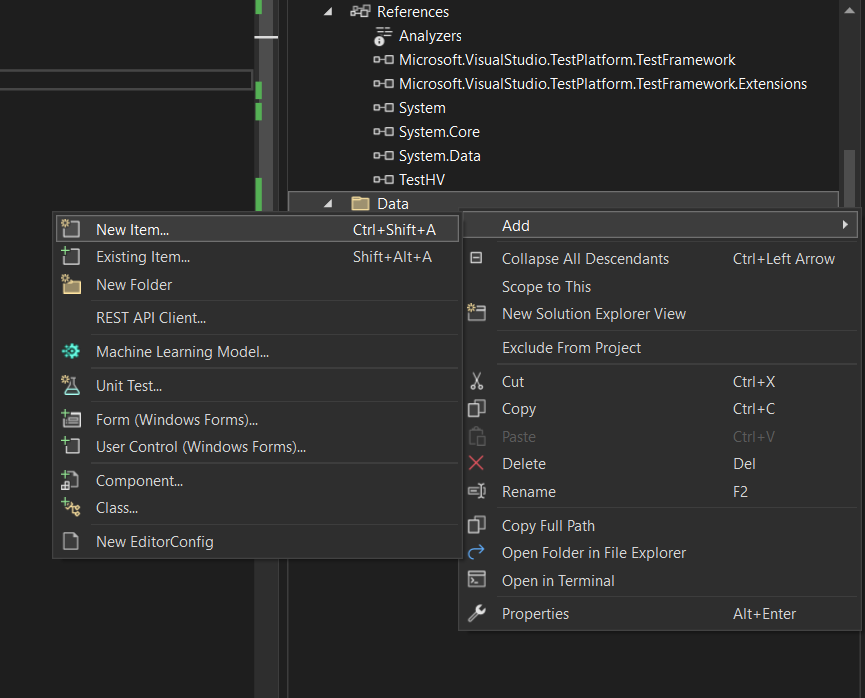 References
Analyzers
Microsoft.VisualStudio.TestPlatform.TestFramework
Microsoft.VisualStudio.TestPlatform.TestFramework.Extensions
System
System.Core
System.Data
TestHV
Data
New Item... Ctrl+Shift+A
Existing Item... Shift+Alt+A
New Folder
REST API Client...
Machine Learning Model...
Unit Test...
Form (Windows Forms)...
User Control (Windows Forms)...
Component...
Class...
New EditorConfig
Add
Collapse All Descendants Ctrl+Left Arrow
Scope to This
New Solution Explorer View
Exclude From Project
Cut Ctrl+X
Copy Ctrl+C
Paste Ctrl+V
Delete Del
Rename F2
Copy Full Path
Open Folder in File Explorer
Open in Terminal
Properties Alt+Enter